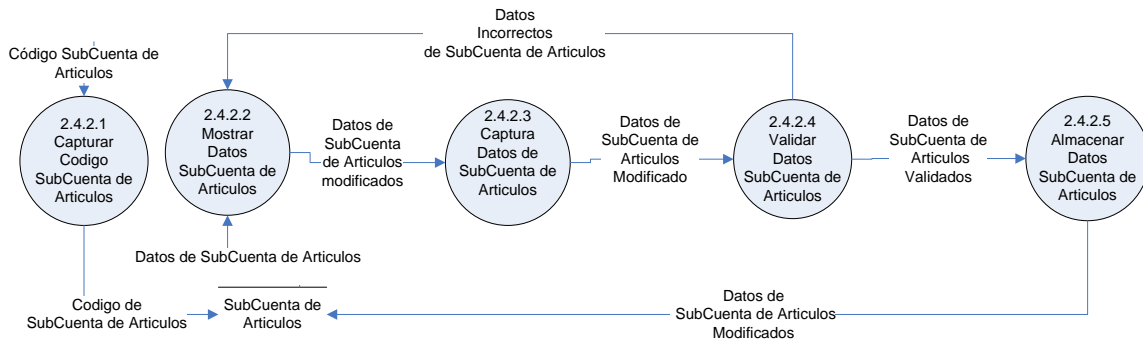 Datos
Incorrectos
de SubCuenta de Articulos
Código SubCuenta de
Articulos
2.4.2.1
Capturar
Codigo
SubCuenta de
Articulos
2.4.2.2
Mostrar
Datos
SubCuenta de
Articulos
Datos de
SubCuenta
de Articulos
modificados
2.4.2.3
Captura
Datos de
SubCuenta de
Articulos
Datos de
SubCuenta de
Articulos
Modificado
2.4.2.4
Validar
Datos
SubCuenta de
Articulos
Datos de
SubCuenta de
Articulos
Validados
2.4.2.5
Almacenar
Datos
SubCuenta de
Articulos
Datos de SubCuenta de Articulos
Codigo de
SubCuenta de Articulos
SubCuenta de
Articulos
Datos de
SubCuenta de Articulos
Modificados